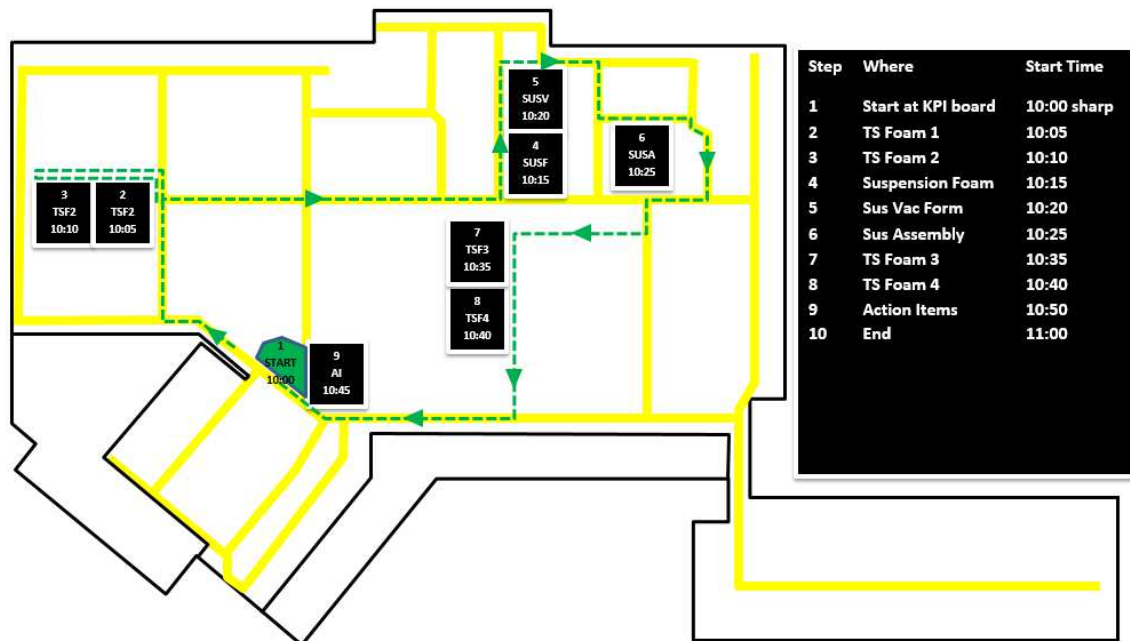 5
SUSV
10:20
4
SUSF
10:15
6
SUSA
10:25
3
TSF2
10:10
2
TSF2
10:05
7
TSF3
10:35
8
TSF4
10:40
1
START
10:00
9
AI
10:45
Step Where Start Time
1 Start at KPI board 10:00 sharp
2 TS Foam 1 10:05
3 TS Foam 2 10:10
4 Suspension Foam 10:15
5 Sus Vac Form 10:20
6 Sus Assembly 10:25
7 TS Foam 3 10:35
8 TS Foam 4 10:40
9 Action Items 10:50
10 End 11:00